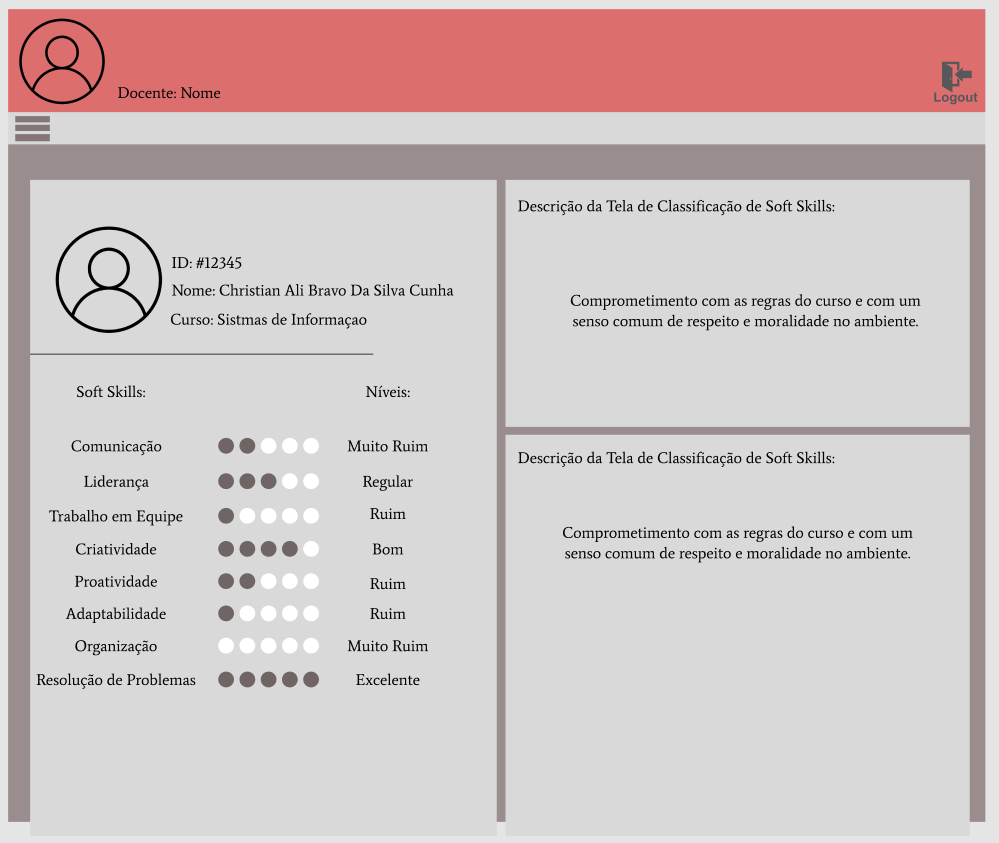 Docente: Nome
Logout
ID: #12345
Nome: Christian Ali Bravo Da Silva Cunha
Curso: Sistmas de Informaçao
Soft Skills: Níveis:
Comunicação Muito Ruim
Liderança Regular
Trabalho em Equipe Ruim
Criatividade Bom
Proatividade Ruim
Adaptabilidade Ruim
Organização Muito Ruim
Resolução de Problemas Excelente
Descrição da Tela de Classificação de Soft Skills:
Comprometimento com as regras do curso e com um
senso comum de respeito e moralidade no ambiente.
Descrição da Tela de Classificação de Soft Skills:
Comprometimento com as regras do curso e com um
senso comum de respeito e moralidade no ambiente.